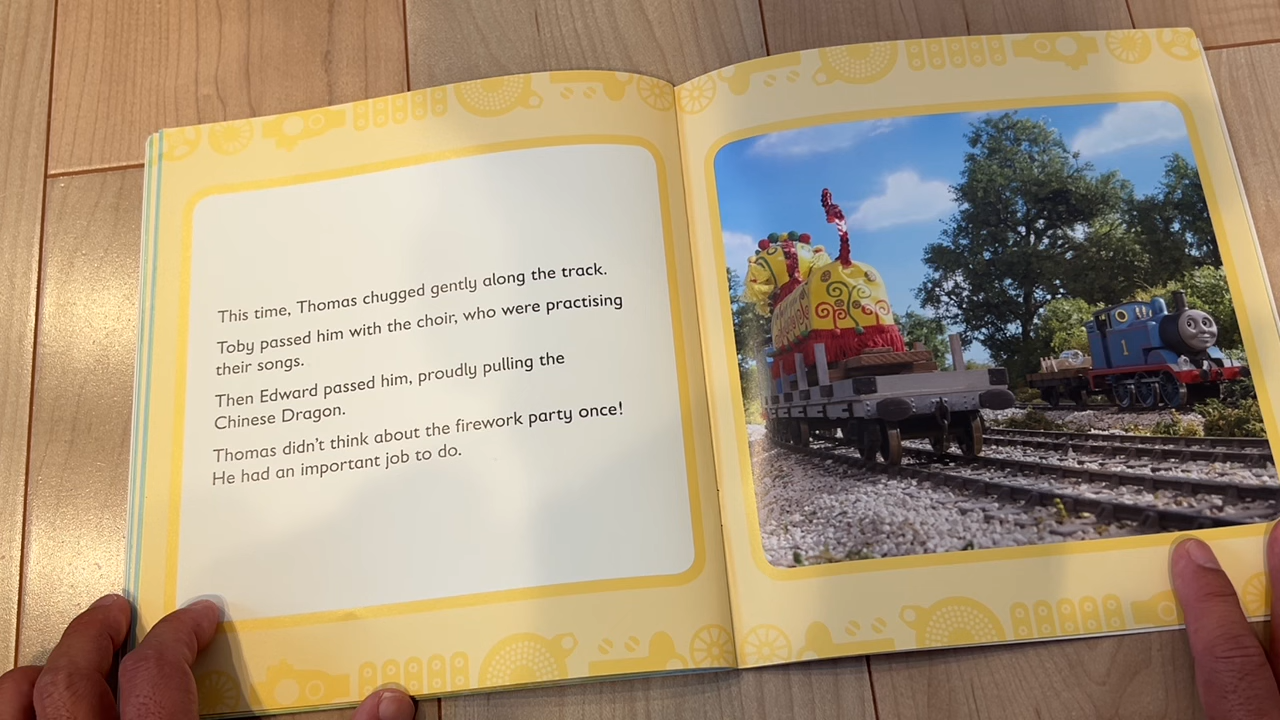 This time, Thomas chugged gently along the track.
Toby passed him with the choir, who were practising
their songs.
Then Edward passed him, proudly pulling the
Chinese Dragon.
Thomas didn't think about the firework party once!
He had an important job to do.
1